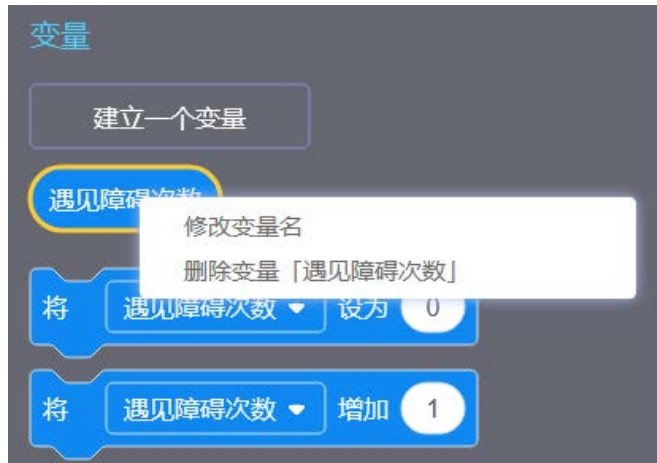 变量
建立一个变量
遇见障碍次数
修改变量名
删除变量「遇见障碍次数」
将 遇见障碍次数 设为 0
将 遇见障碍次数 增加 1